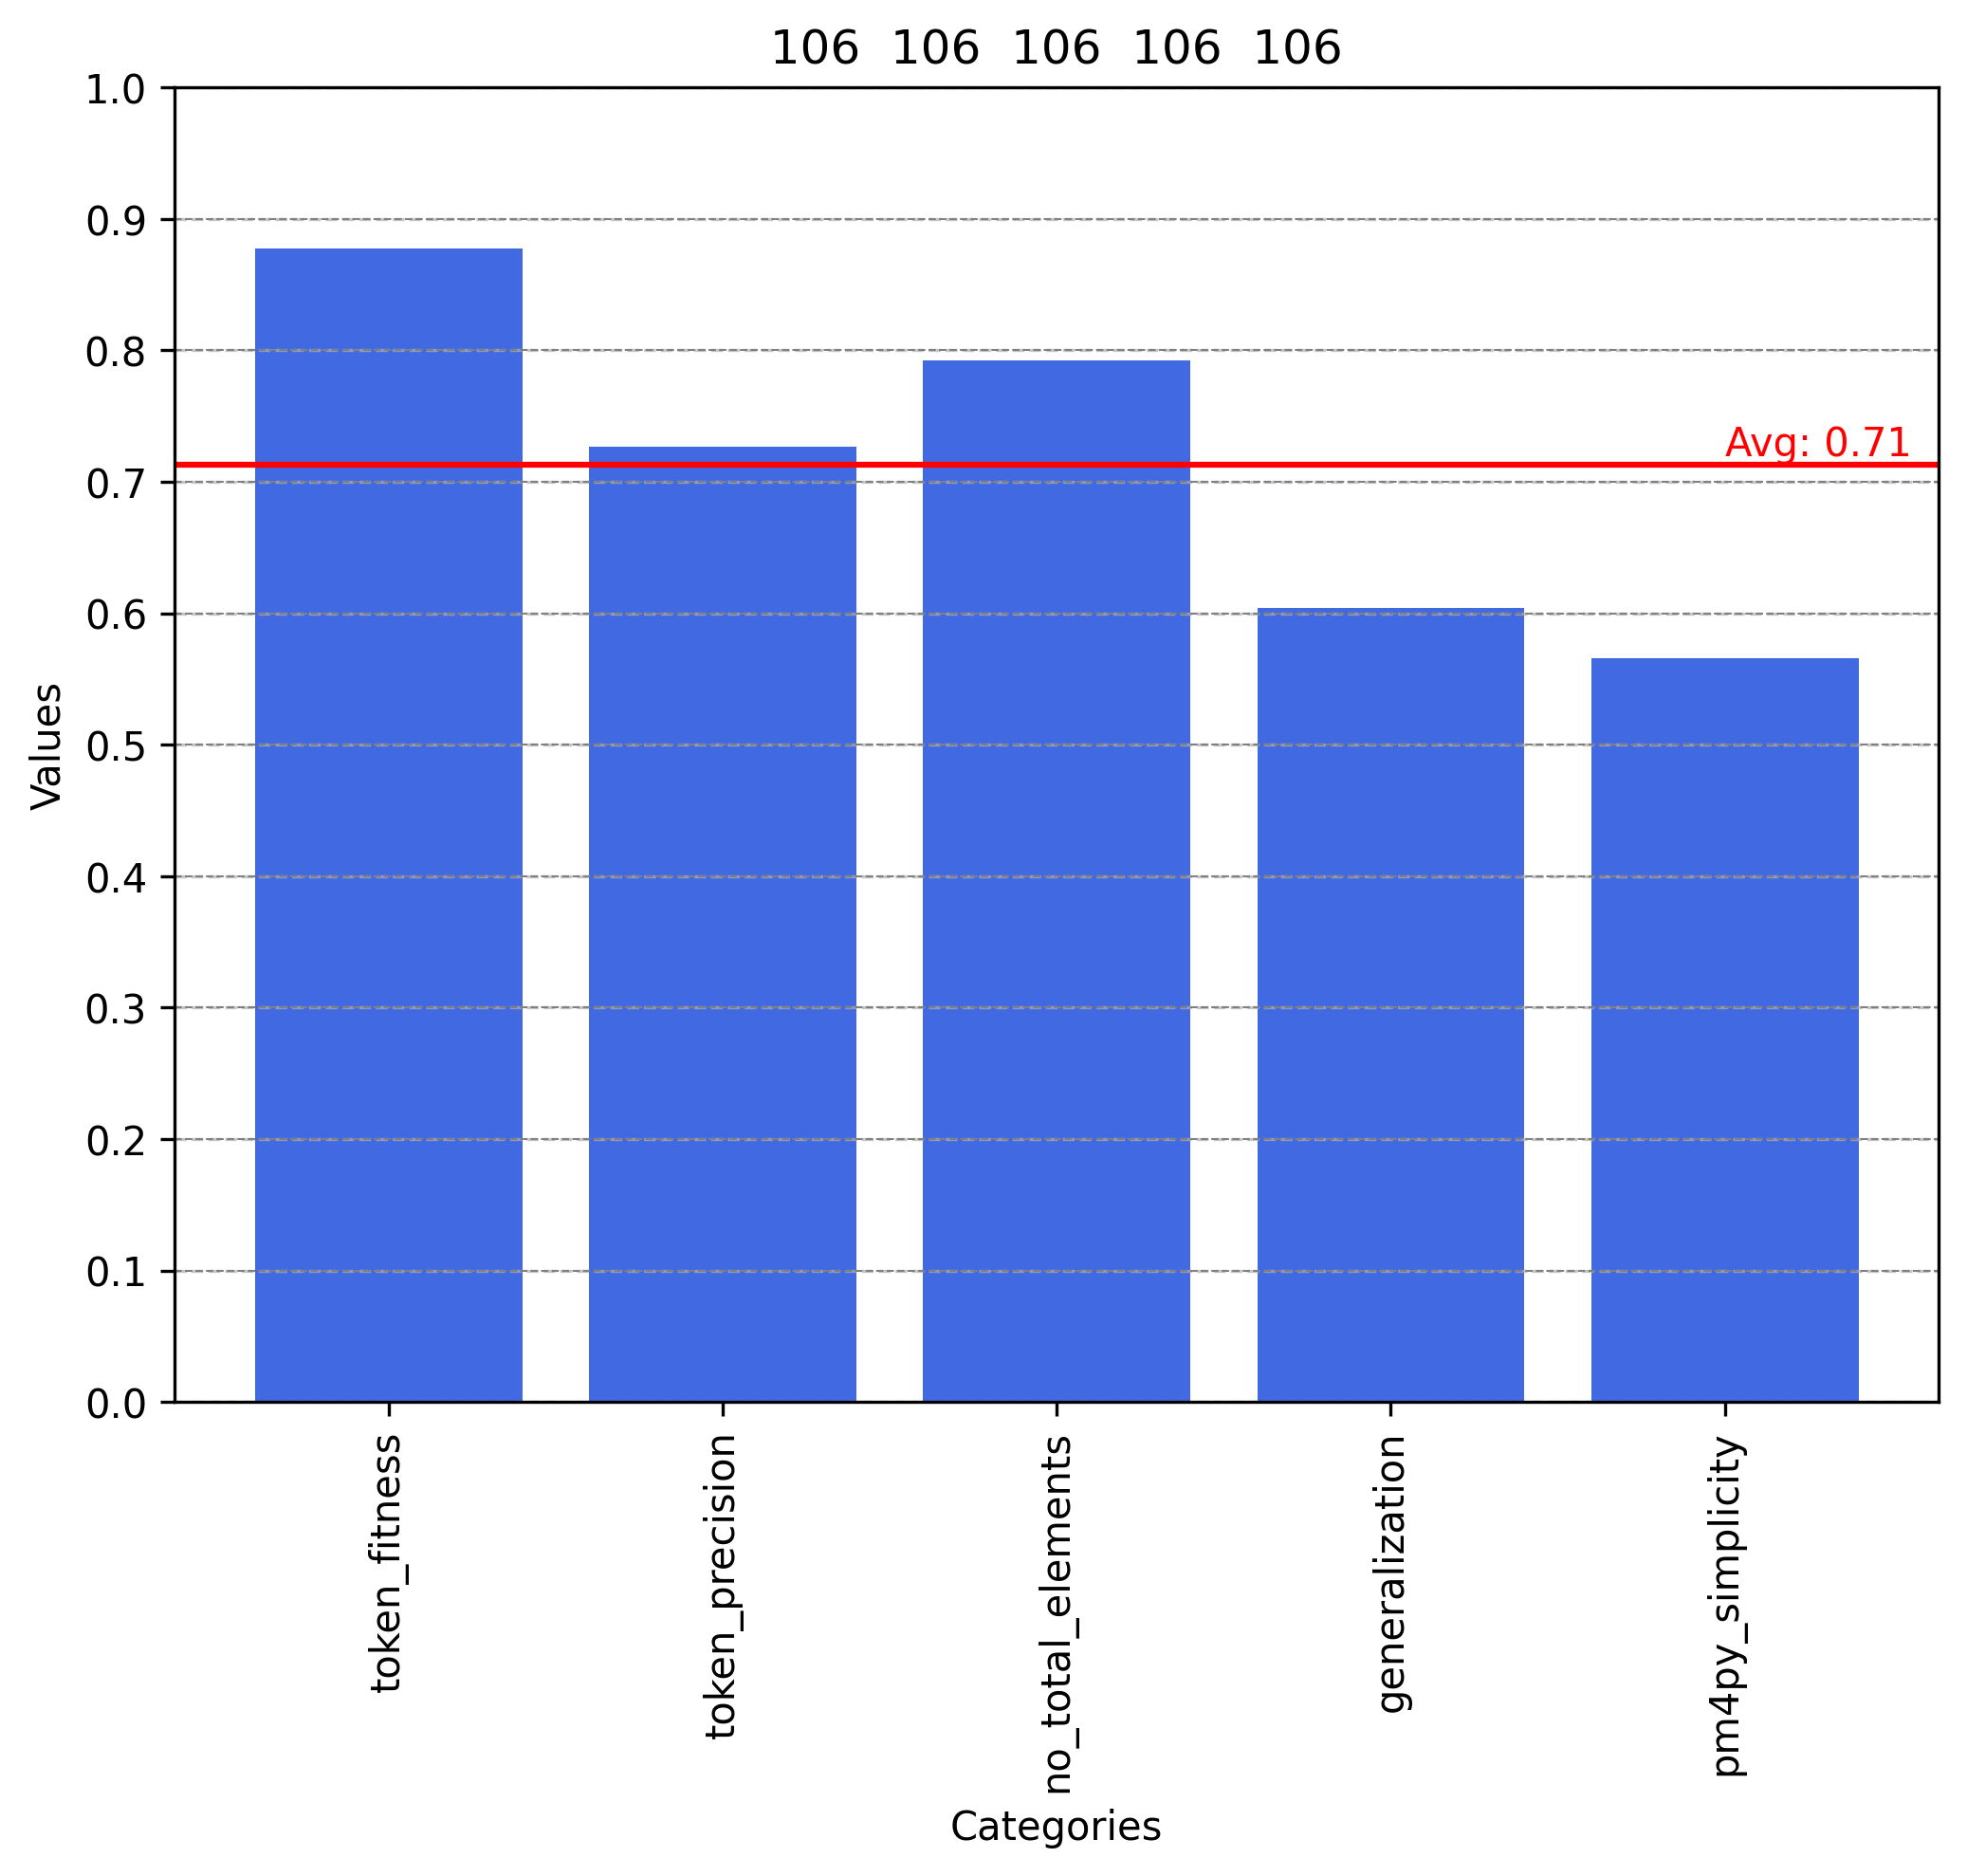 106  106  106  106  106
1.0
0.9
0.8
0.7
0.6
0.5
0.4
0.3
0.2
0.1
0.0
Values
Avg: 0.71
token_fitness
token_precision
no_total_elements
generalization
pm4py_simplicity
Categories